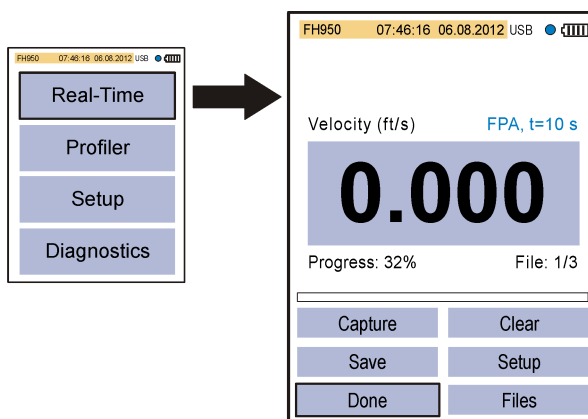 FH950 07:46:16 06.08.2012 USB
Real-Time
Profiler
Setup
Diagnostics
FH950 07:46:16 06.08.2012 USB
Velocity (ft/s) FPA, t=10 s
0.000
Progress: 32% File: 1/3
Capture Clear
Save Setup
Done Files